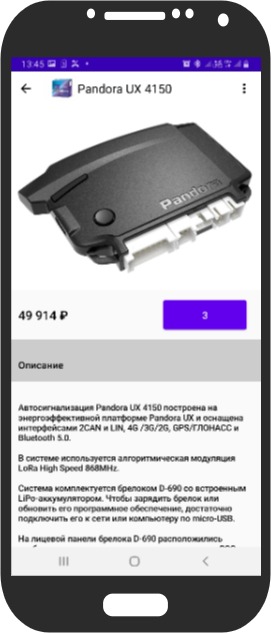 13:45
Pandora UX 4150
Pandora
49 914 ₽
3
Описание
Автосигнализация Pandora UX 4150 построена на
энергоэффективной платформе Pandora UX и оснащена
интерфейсами 2CAN и LIN, 4G /3G/2G, GPS/ГЛОНАСС и
Bluetooth 5.0.
В системе используется алгоритмическая модуляция
LoRa High Speed 868MHz.
Система комплектуется брелоком D-690 со встроенным
LiPo-аккумулятором. Чтобы зарядить брелок или
обновить его программное обеспечение, достаточно
подключить его к сети или компьютеру по micro-USB.
На лицевой панели брелока D-690 расположились